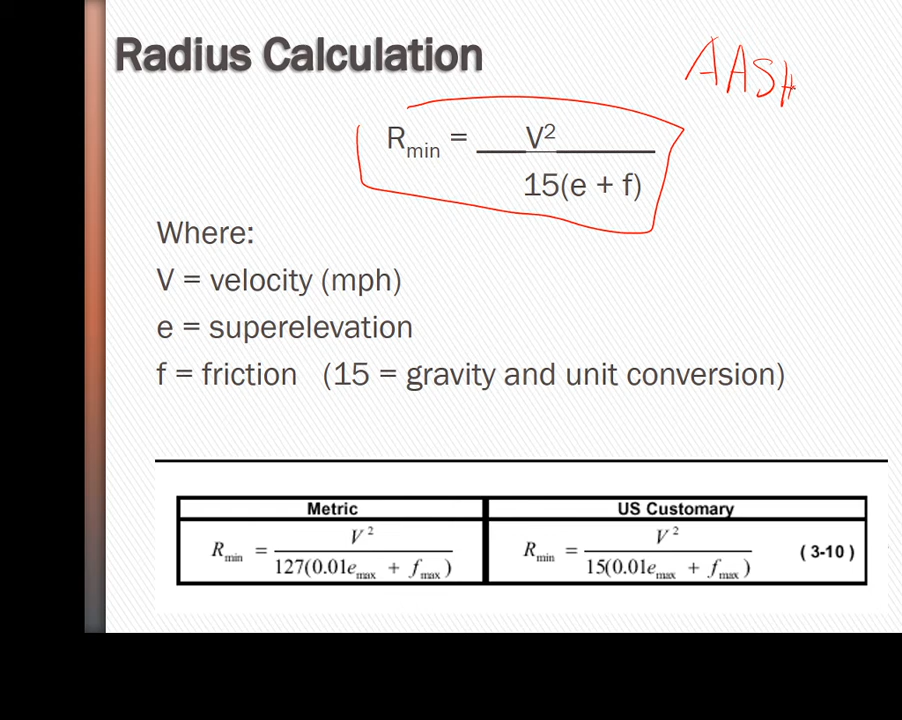 Radius Calculation
AASH
R_min = V²
15(e + f)
Where:
V = velocity (mph)
e = superelevation
f = friction (15 = gravity and unit conversion)
Metric US Customary
R_min = V² / 127(0.01e_max + f_max) R_min = V² / 15(0.01e_max + f_max) ( 3-10 )